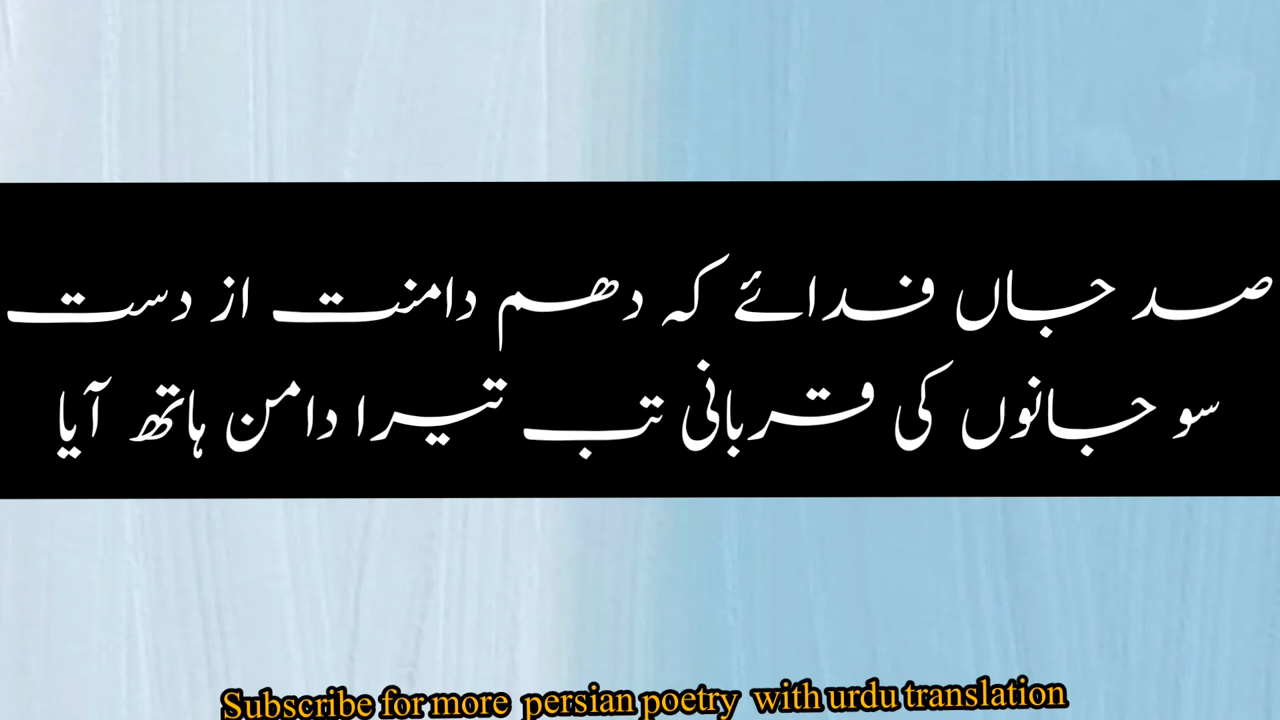 صد جاں فدائے کہ دھم دامنت از دست
سو جانوں کی قربانی تب تیرا دامن ہاتھ آیا
Subscribe for more persian poetry with urdu translation